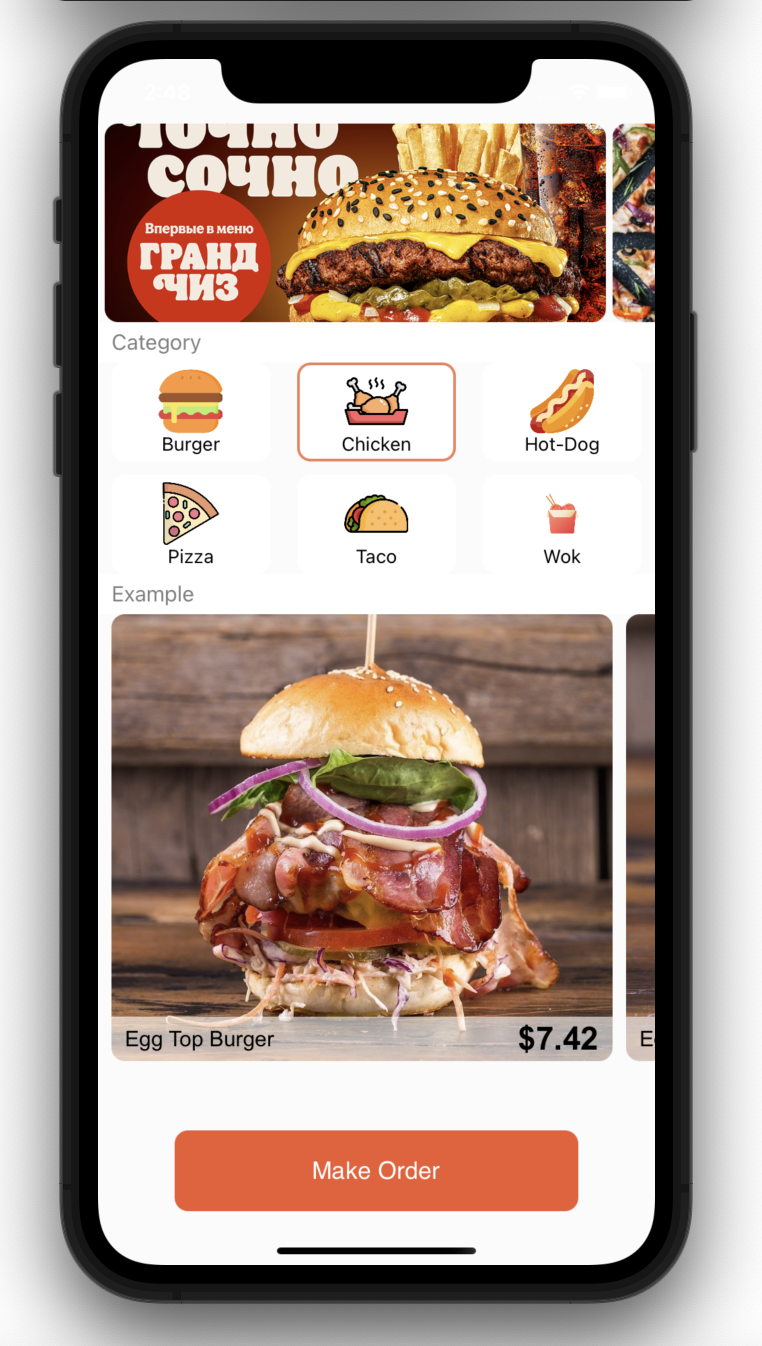 2:48
ТОЧНО
СОЧНО
Впервые в меню
ГРАНД
ЧИЗ
Category
Burger
Chicken
Hot-Dog
Pizza
Taco
Wok
Example
Egg Top Burger
$7.42
Make Order